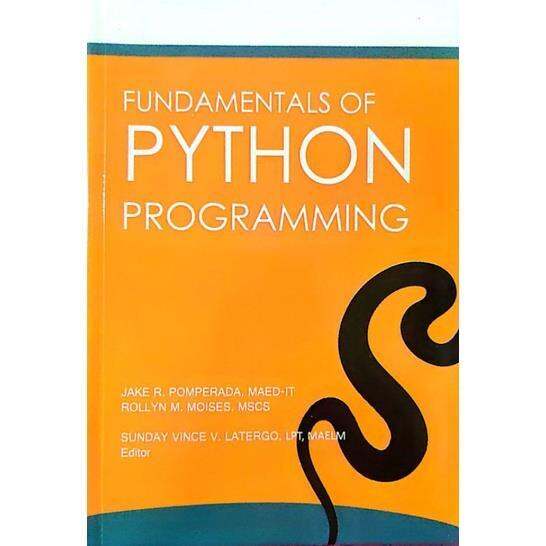 FUNDAMENTALS OF
PYTHON
PROGRAMMING
JAKE R. POMPERADA, MAED-IT
ROLLYN M. MOISES, MSCS
SUNDAY VINCE V. LATERGO, LPT, MAELM
Editor